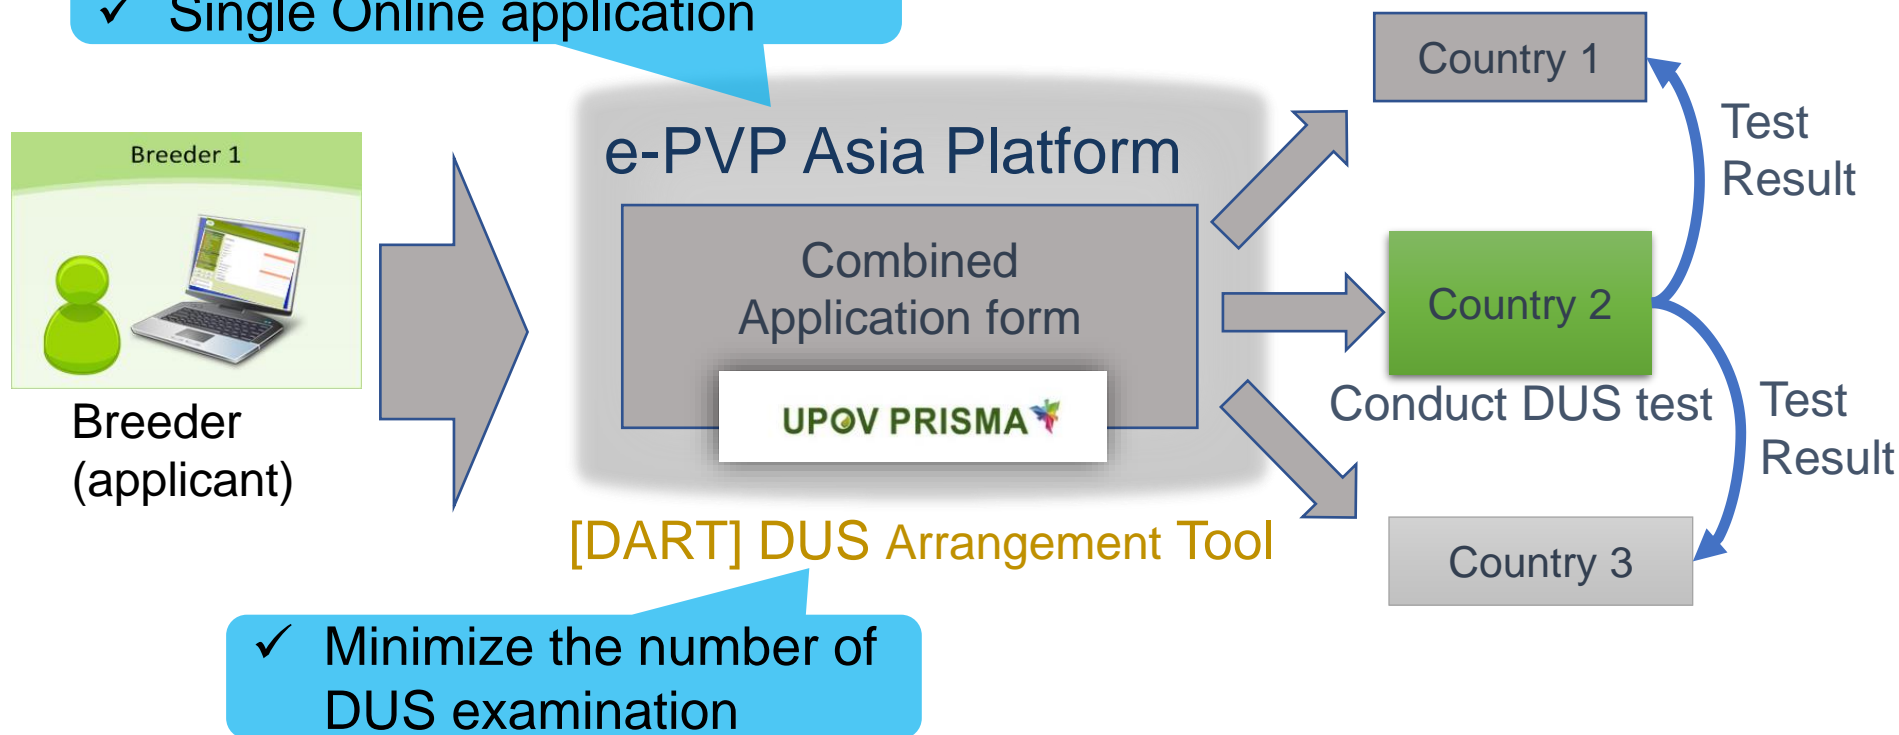 ✓ Single Online application
Breeder 1
Breeder
(applicant)
e-PVP Asia Platform
Combined
Application form
UPOV PRISMA
[DART] DUS Arrangement Tool
✓ Minimize the number of
DUS examination
Country 1
Test
Result
Country 2
Conduct DUS test
Test
Result
Country 3